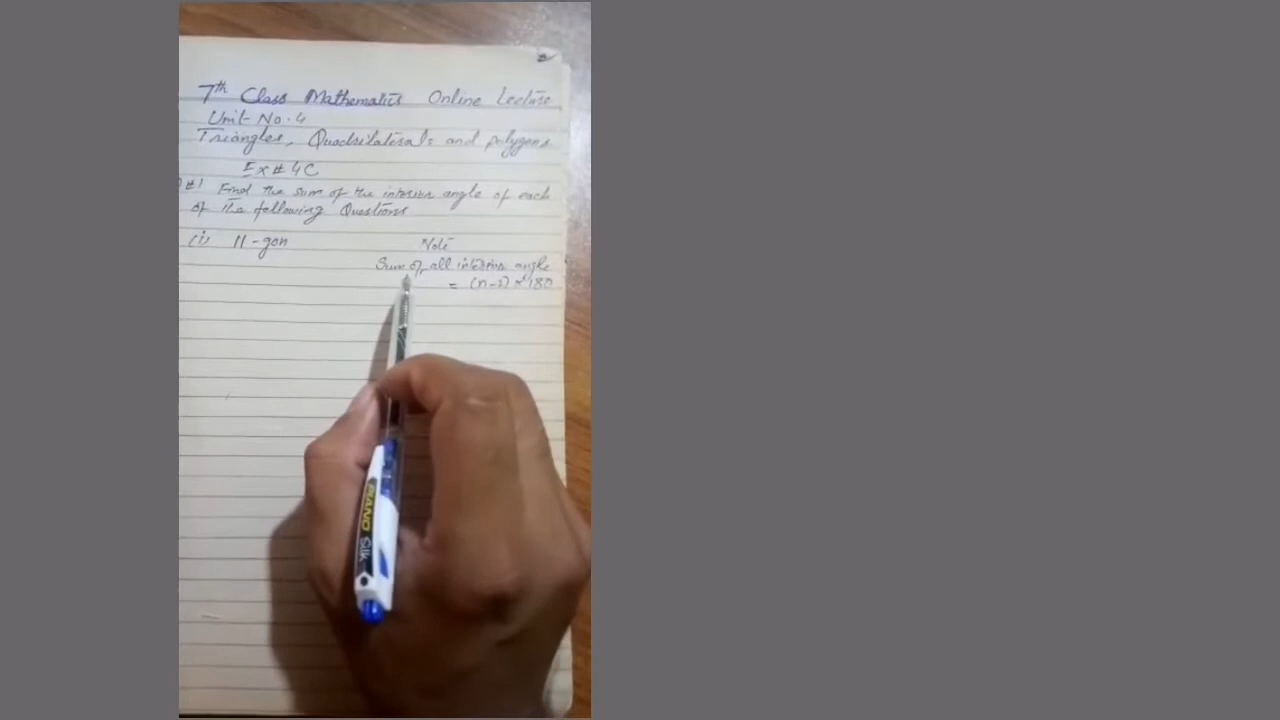 7th Class Mathematics Online Lecture
Unit No. 4
Triangles, Quadrilaterals and polygons
Ex # 4C
Q#1 Find the sum of the interior angle of each
of the following Questions
(i) 11-gon
Note
Sum of all interior angle
= (n-2) × 180
PIANO Silk